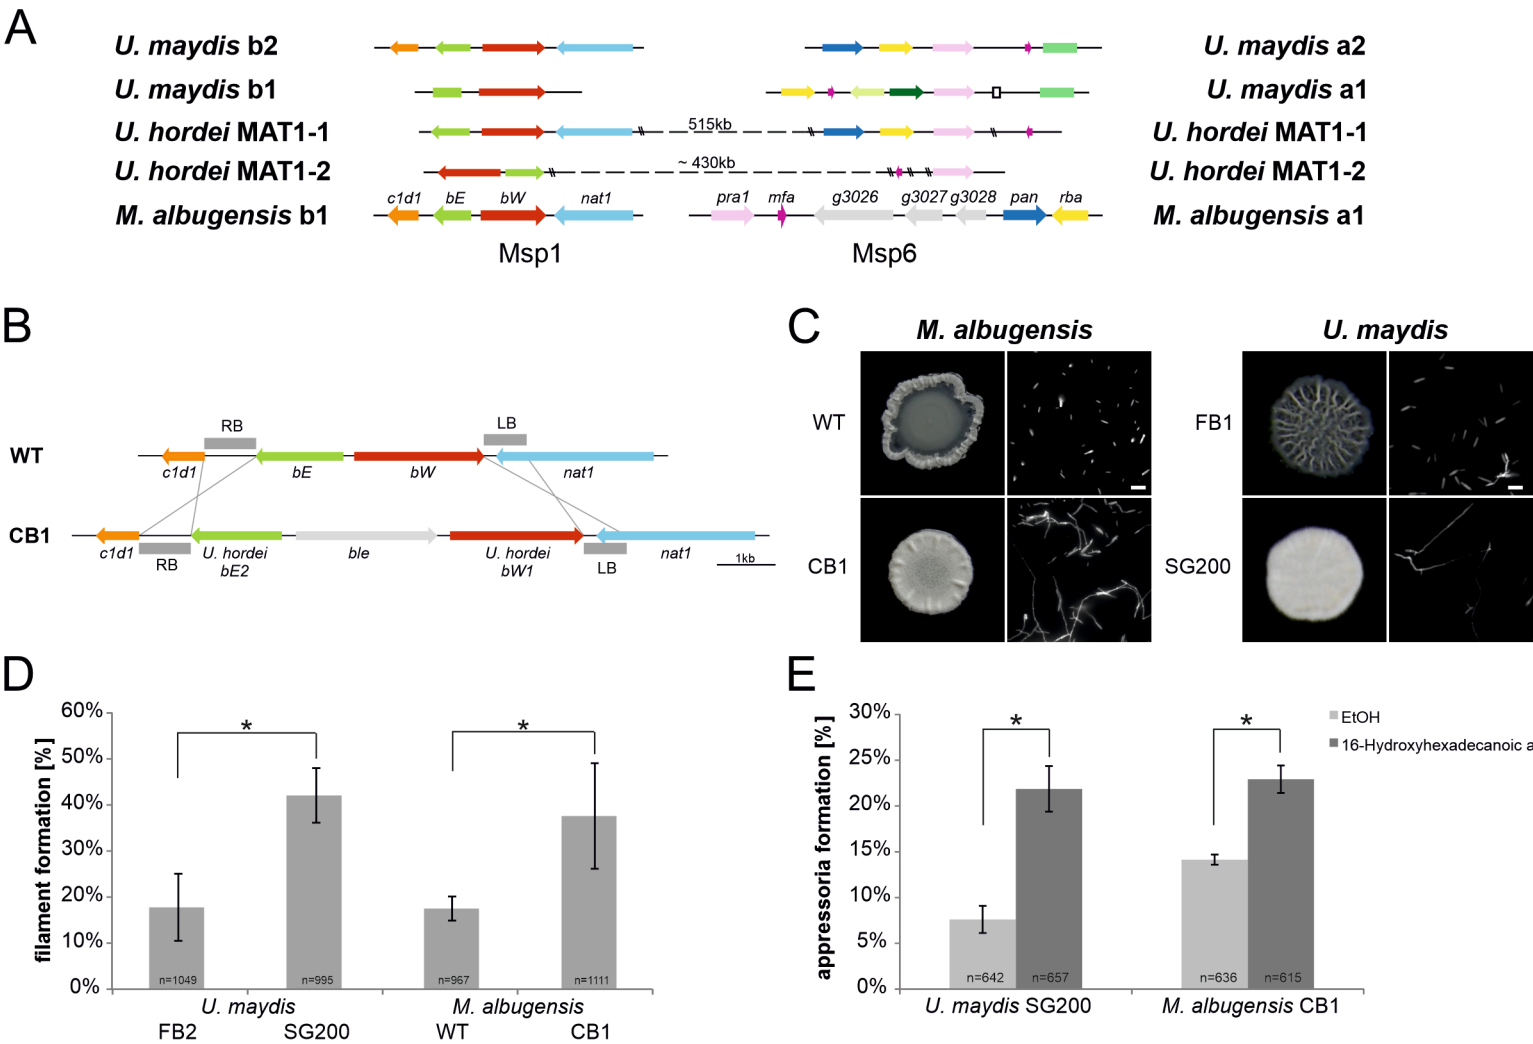 A
U. maydis b2
U. maydis a2
U. maydis b1
U. maydis a1
U. hordei MAT1-1
515kb
U. hordei MAT1-1
U. hordei MAT1-2
~ 430kb
U. hordei MAT1-2
c1d1 bE bW nat1 pra1 mfa g3026 g3027 g3028 pan rba
M. albugensis b1
M. albugensis a1
Msp1 Msp6
B
RB LB
WT
c1d1 bE bW nat1
CB1
c1d1 RB U. hordei bE2 ble U. hordei bW1 LB nat1
1kb
C
M. albugensis U. maydis
WT FB1
CB1 SG200
D
filament formation [%]
60%
50%
40%
30%
20%
10%
0%
* *
n=1049 n=995 n=967 n=1111
U. maydis M. albugensis
FB2 SG200 WT CB1
E
appressoria formation [%]
30%
25%
20%
15%
10%
5%
0%
* *
EtOH
16-Hydroxyhexadecanoic a
n=642 n=657 n=636 n=615
U. maydis SG200 M. albugensis CB1